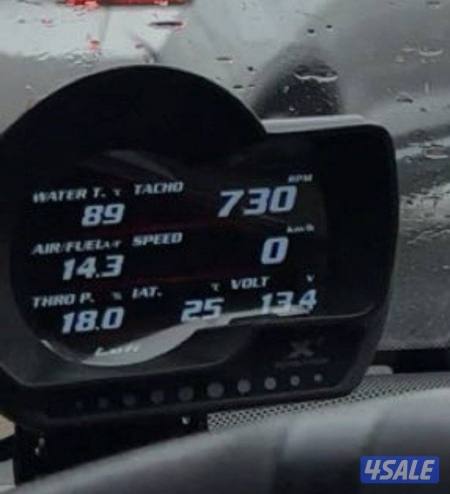 WATER T. °C TACHO RPM
89 730
AIR/FUEL A/F SPEED km/h
14.3 0
THRO P. % IAT. °C VOLT V
18.0 25 13.4
4SALE